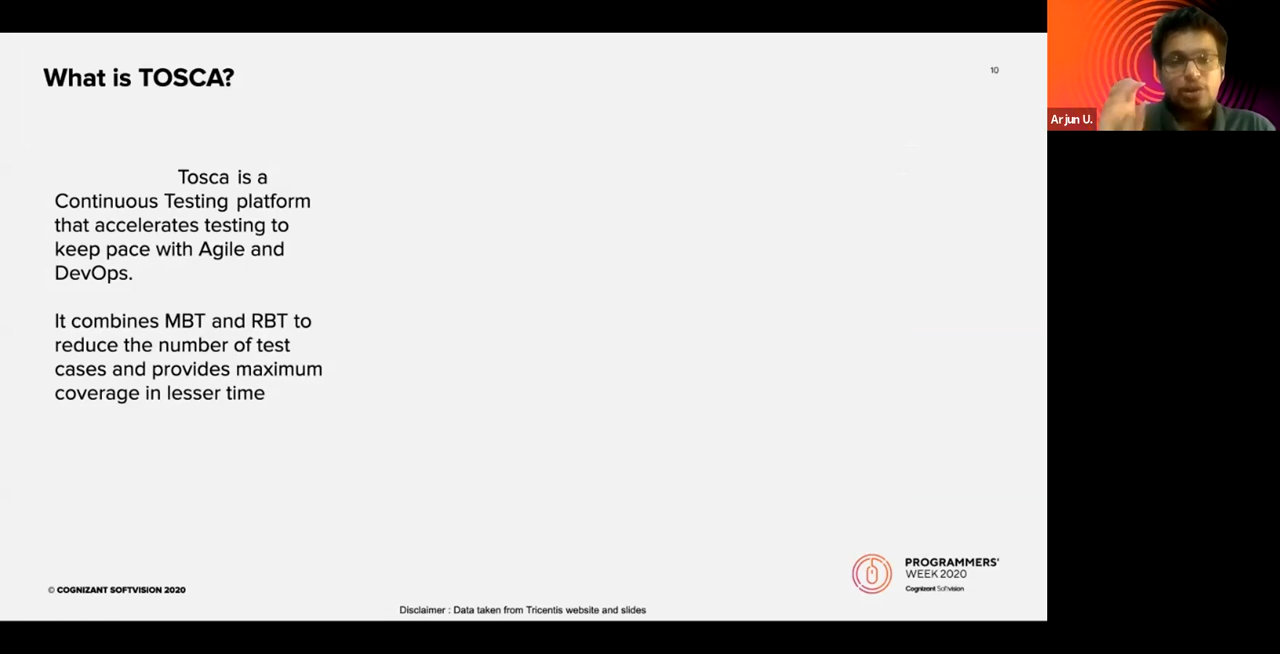 What is TOSCA?
10
Arjun U.
Tosca is a
Continuous Testing platform
that accelerates testing to
keep pace with Agile and
DevOps.
It combines MBT and RBT to
reduce the number of test
cases and provides maximum
coverage in lesser time
PROGRAMMERS'
WEEK 2020
Cognizant Softvision
© COGNIZANT SOFTVISION 2020
Disclaimer : Data taken from Tricentis website and slides